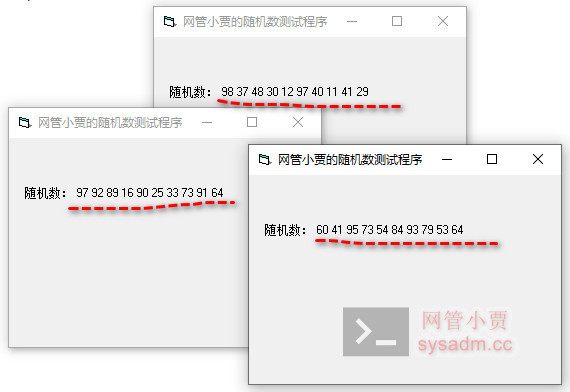 网管小贾的随机数测试程序
随机数： 98 37 48 30 12 97 40 11 41 29
网管小贾的随机数测试程序
随机数： 97 92 89 16 90 25 33 73 91 64
网管小贾的随机数测试程序
随机数： 60 41 95 73 54 84 93 79 53 64
网管小贾
sysadm.cc